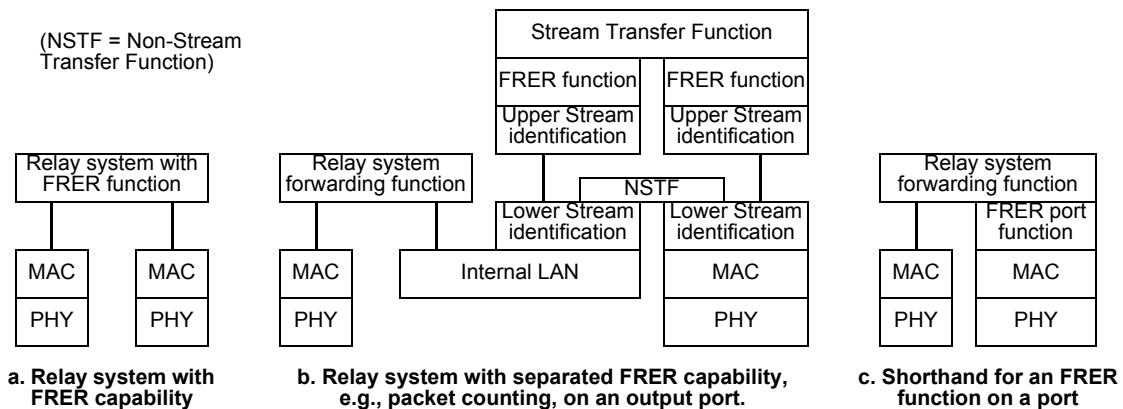 (NSTF = Non-Stream
Transfer Function)
Stream Transfer Function
FRER function
FRER function
Upper Stream
identification
Upper Stream
identification
Relay system with
FRER function
Relay system
forwarding function
NSTF
Relay system
forwarding function
Lower Stream
identification
Lower Stream
identification
FRER port
function
MAC
MAC
MAC
Internal LAN
MAC
MAC
MAC
PHY
PHY
PHY
PHY
PHY
PHY
a. Relay system with
FRER capability
b. Relay system with separated FRER capability,
e.g., packet counting, on an output port.
c. Shorthand for an FRER
function on a port